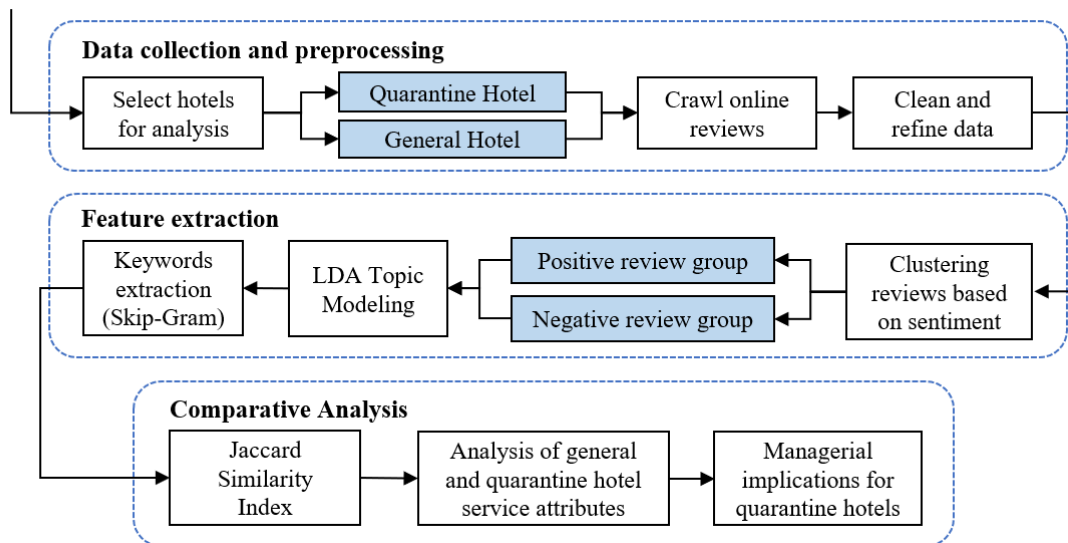 Data collection and preprocessing
Select hotels
for analysis
Quarantine Hotel
General Hotel
Crawl online
reviews
Clean and
refine data
Feature extraction
Keywords
extraction
(Skip-Gram)
LDA Topic
Modeling
Positive review group
Negative review group
Clustering
reviews based
on sentiment
Comparative Analysis
Jaccard
Similarity
Index
Analysis of general
and quarantine hotel
service attributes
Managerial
implications for
quarantine hotels